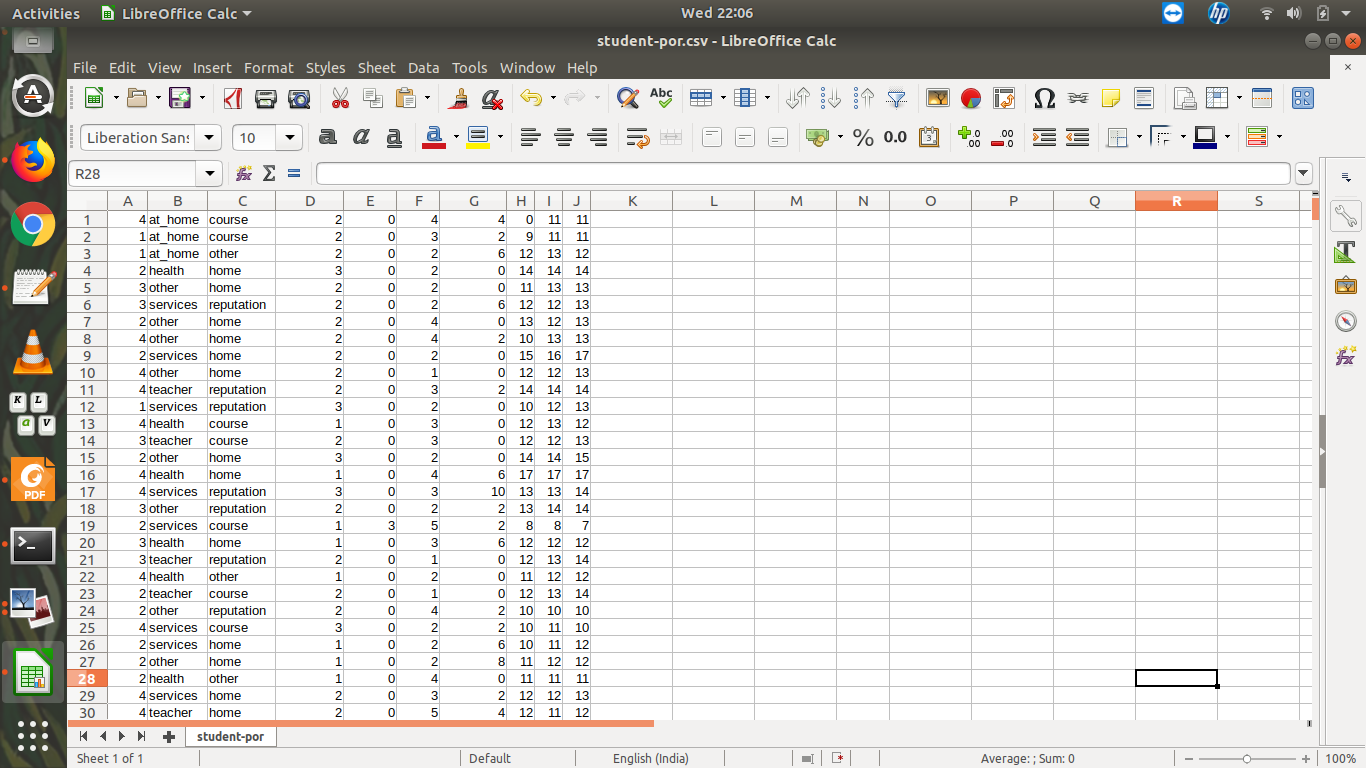 Activities LibreOffice Calc Wed 22:06
student-por.csv - LibreOffice Calc
File Edit View Insert Format Styles Sheet Data Tools Window Help
Liberation Sans 10
R28
A B C D E F G H I J K L M N O P Q R S
1 4 at_home course 2 0 4 4 0 11 11
2 1 at_home course 2 0 3 2 9 11 11
3 1 at_home other 2 0 2 6 12 13 12
4 2 health home 3 0 2 0 14 14 14
5 3 other home 2 0 2 0 11 13 13
6 3 services reputation 2 0 2 6 12 12 13
7 2 other home 2 0 4 0 13 12 13
8 4 other home 2 0 4 2 10 13 13
9 2 services home 2 0 2 0 15 16 17
10 4 other home 2 0 1 0 12 12 13
11 4 teacher reputation 2 0 3 2 14 14 14
12 1 services reputation 3 0 2 0 10 12 13
13 4 health course 1 0 3 0 12 13 12
14 3 teacher course 2 0 3 0 12 12 13
15 2 other home 3 0 2 0 14 14 15
16 4 health home 1 0 4 6 17 17 17
17 4 services reputation 3 0 3 10 13 13 14
18 3 other reputation 2 0 2 2 13 14 14
19 2 services course 1 3 5 2 8 8 7
20 3 health home 1 0 3 6 12 12 12
21 3 teacher reputation 2 0 1 0 12 13 14
22 4 health other 1 0 2 0 11 12 12
23 2 teacher course 2 0 1 0 12 13 14
24 2 other reputation 2 0 4 2 10 10 10
25 4 services course 3 0 2 2 10 11 10
26 2 services home 1 0 2 6 10 11 12
27 2 other home 1 0 2 8 11 12 12
28 2 health other 1 0 4 0 11 11 11
29 4 services home 2 0 3 2 12 12 13
30 4 teacher home 2 0 5 4 12 11 12
student-por
Sheet 1 of 1 Default English (India) Average: ; Sum: 0 100%